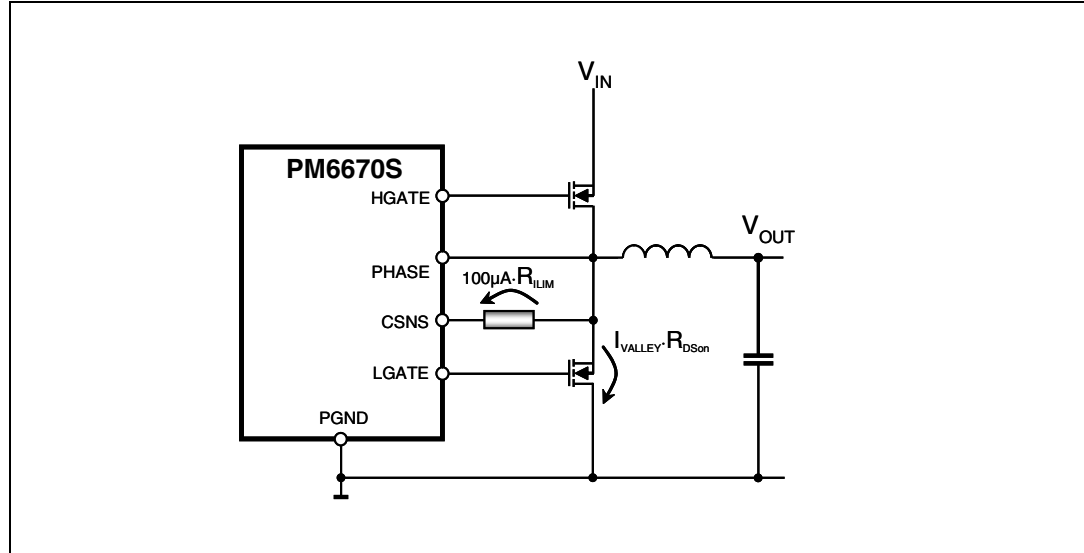 V_IN
PM6670S
HGATE
V_OUT
PHASE
100µA·R_ILIM
CSNS
I_VALLEY·R_DSon
LGATE
PGND